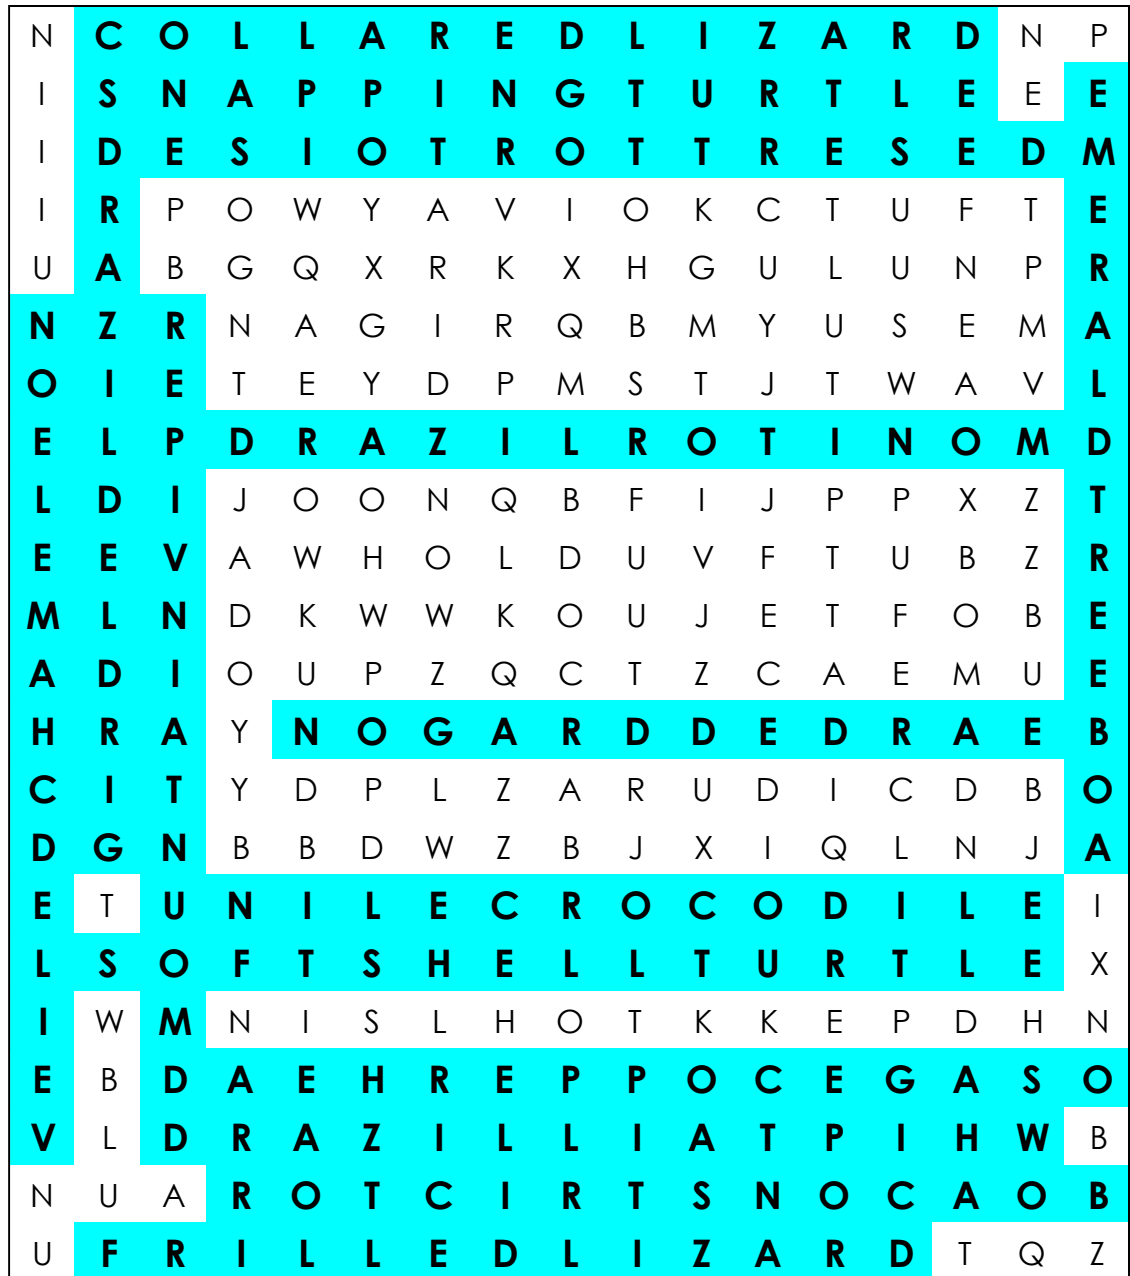 N C O L L A R E D L I Z A R D N P
I S N A P P I N G T U R T L E E E
I D E S I O T R O T T R E S E D M
I R P O W Y A V I O K C T U F T E
U A B G Q X R K X H G U L U N P R
N Z R N A G I R Q B M Y U S E M A
O I E T E Y D P M S T J T W A V L
E L P D R A Z I L R O T I N O M D
L D I J O O N Q B F I J P P X Z T
E E V A W H O L D U V F T U B Z R
M L N D K W W K O U J E T F O B E
A D I O U P Z Q C T Z C A E M U E
H R A Y N O G A R D D E D R A E B
C I T Y D P L Z A R U D I C D B O
D G N B B D W Z B J X I Q L N J A
E T U N I L E C R O C O D I L E I
L S O F T S H E L L T U R T L E X
I W M N I S L H O T K K E P D H N
E B D A E H R E P P O C E G A S O
V L D R A Z I L L I A T P I H W B
N U A R O T C I R T S N O C A O B
U F R I L L E D L I Z A R D T Q Z